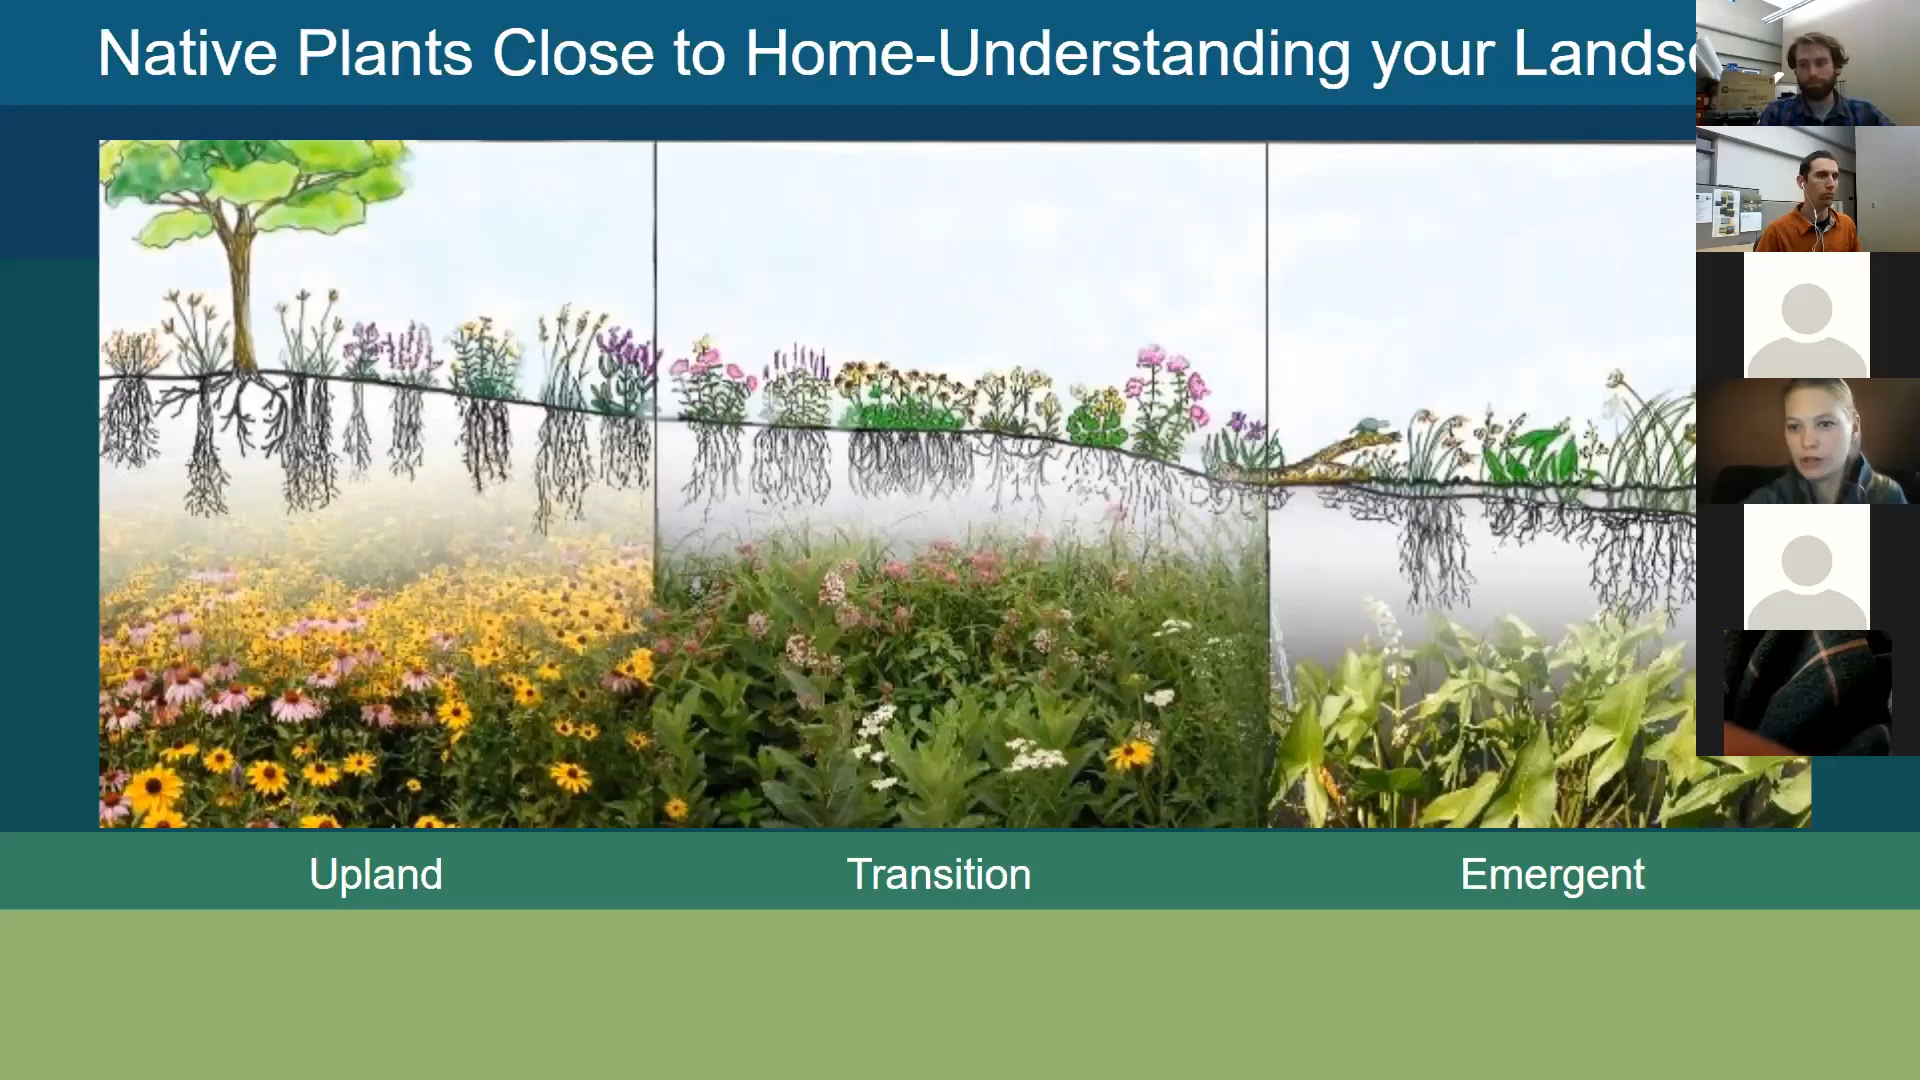 Native Plants Close to Home-Understanding your Lands
Upland
Transition
Emergent